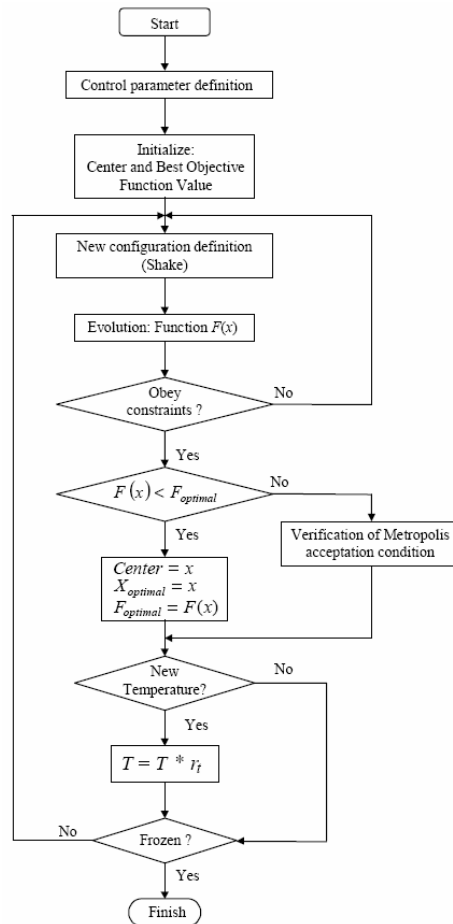 Start
Control parameter definition
Initialize:
Center and Best Objective
Function Value
New configuration definition
(Shake)
Evolution: Function F(x)
Obey
constraints ?
No
Yes
F(x) < F_optimal
No
Yes
Verification of Metropolis
acceptation condition
Center = x
X_optimal = x
F_optimal = F(x)
New
Temperature?
No
Yes
T = T * r_t
Frozen ?
No
Yes
Finish